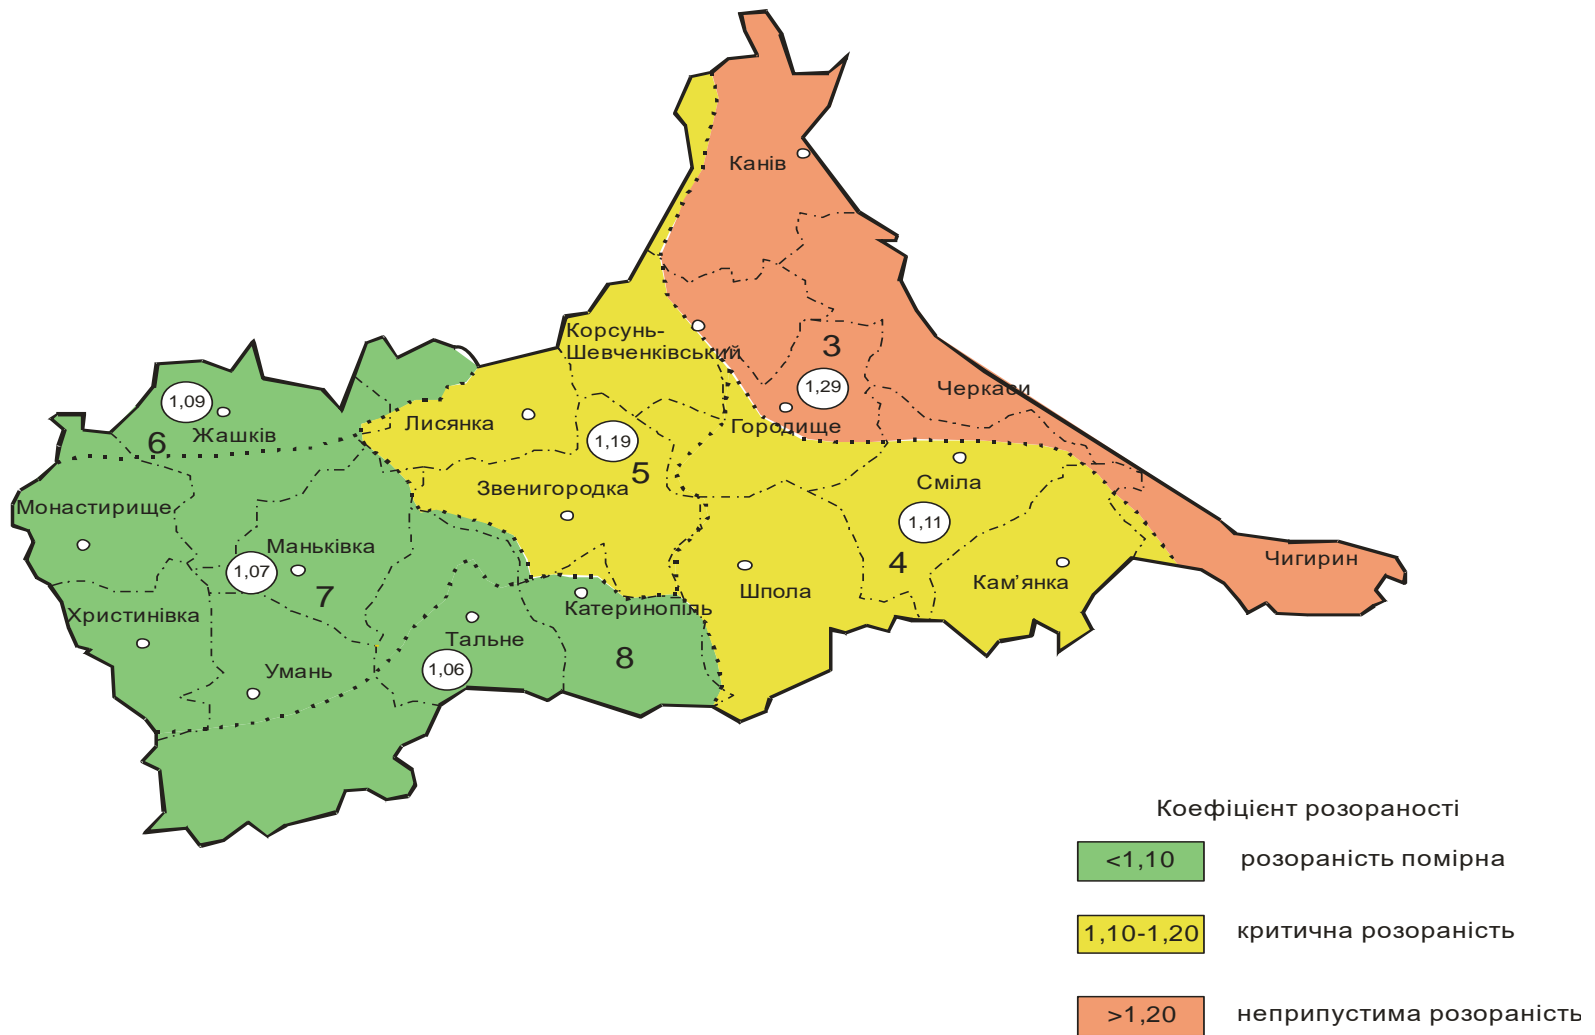 Канів
Корсунь-
Шевченківський
3
1,29
Черкаси
1,09
6
Жашків
Лисянка
Городище
1,19
5
Сміла
Звенигородка
Монастирище
1,11
Маньківка
1,07
7
4
Чигирин
Кам’янка
Шпола
Катеринопіль
Христинівка
Тальне
8
1,06
Умань
Коефіцієнт розораності
<1,10 розораність помірна
1,10-1,20 критична розораність
>1,20 неприпустима розораність